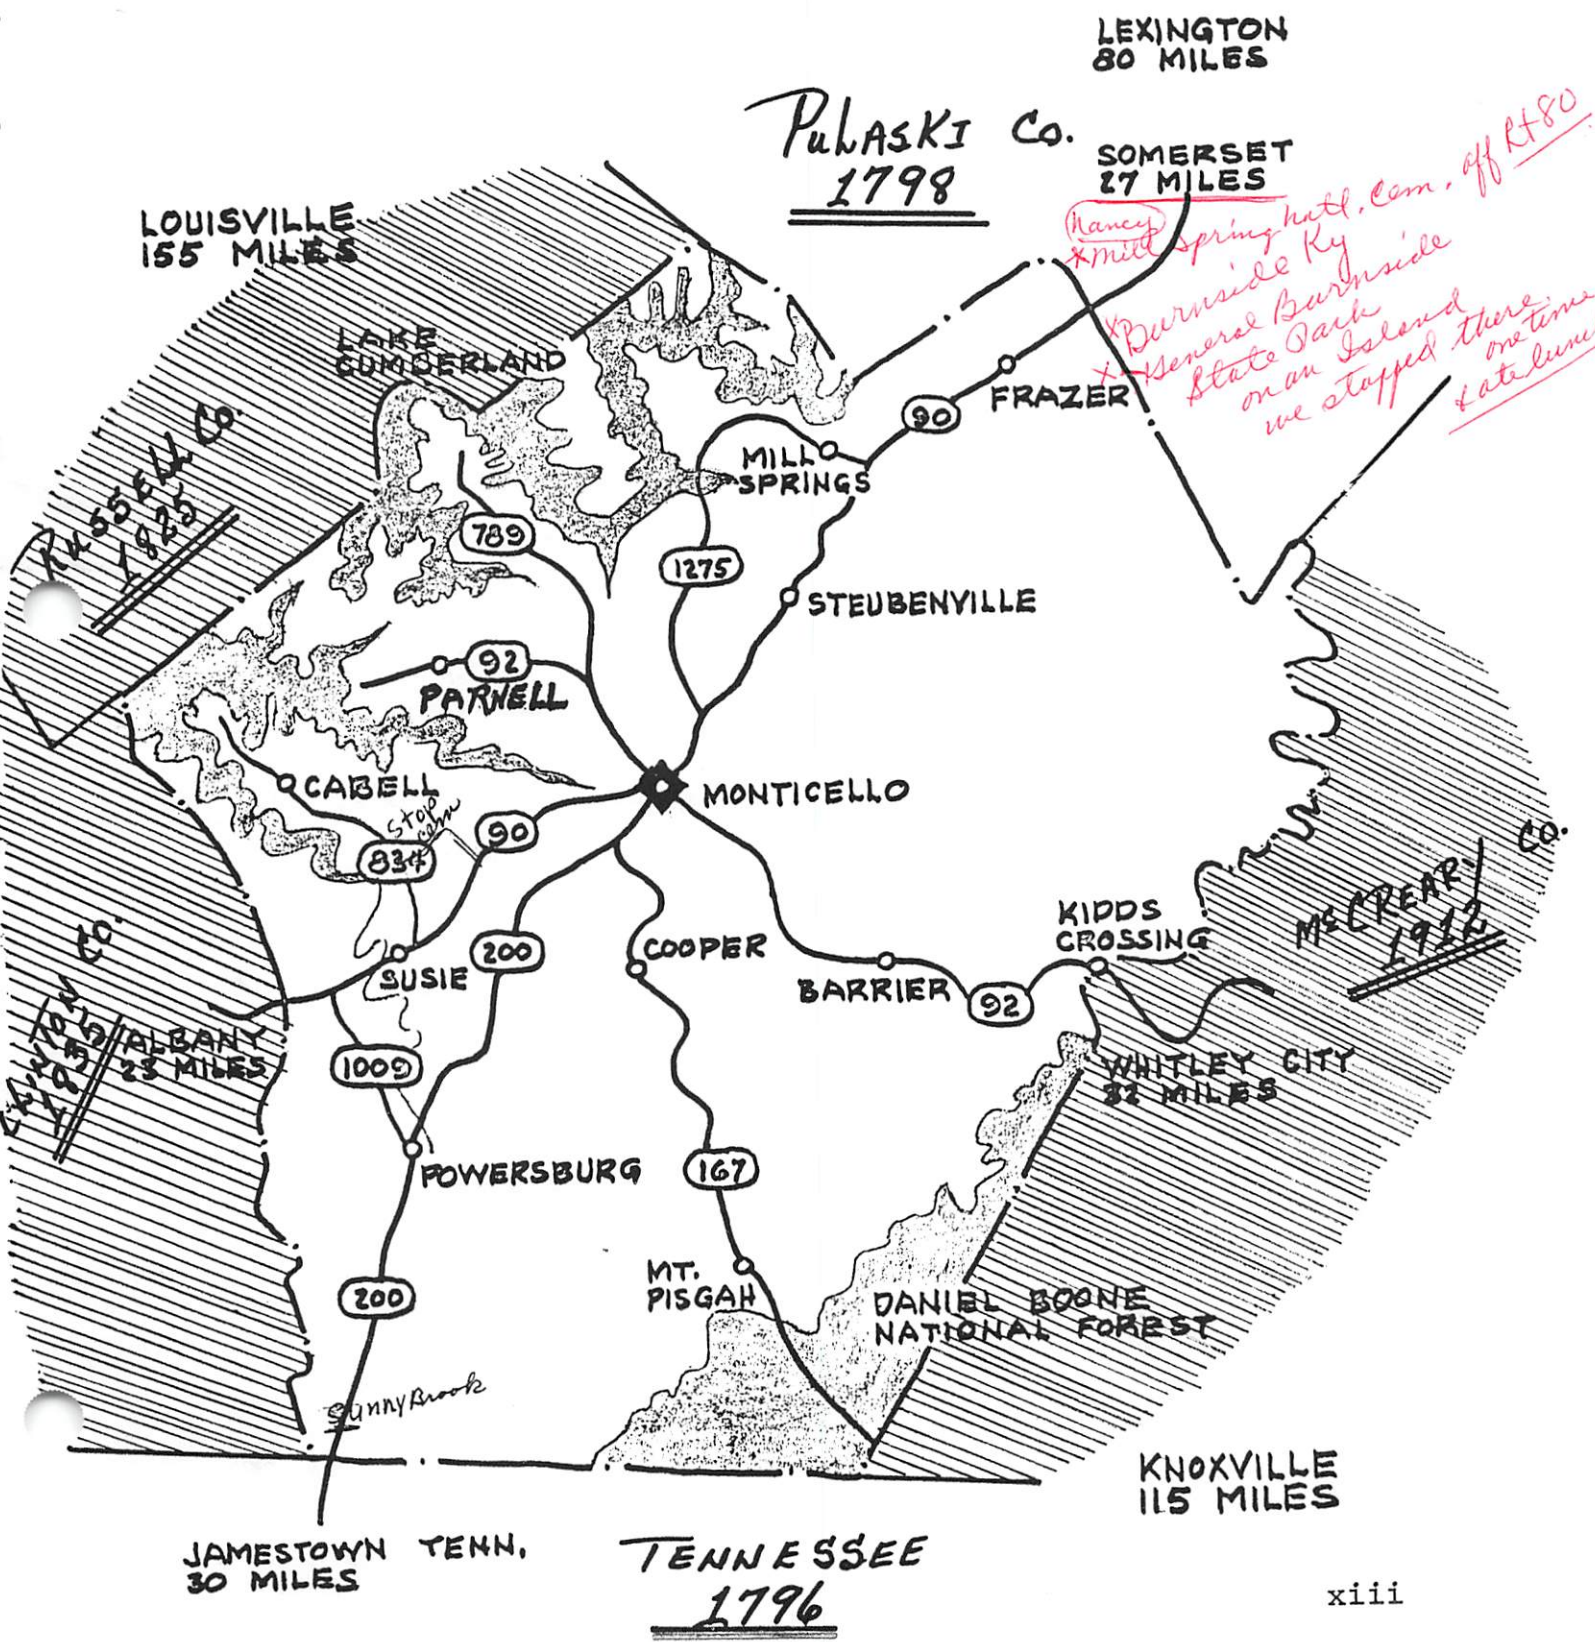 LEXINGTON
80 MILES
PULASKI CO.
1798
SOMERSET
27 MILES
off Rt 80
Nancy
x Mill Spring Natl. Cem.
x Burnside Ky
x General Burnside
State Park
on an Island
we stopped there
one time
LOUISVILLE
155 MILES
LAKE
CUMBERLAND
RUSSELL CO.
1825
FRAZER
90
MILL
SPRINGS
789
1275
STEUBENVILLE
92
PARNELL
CABELL
MONTICELLO
Stop
cem
90
834
McCREARY CO.
1912
KIDDS
CROSSING
COOPER
200
SUSIE
BARRIER
92
CLINTON CO.
ALBANY
23 MILES
1009
WHITLEY CITY
32 MILES
POWERSBURG
167
MT.
PISGAH
200
DANIEL BOONE
NATIONAL FOREST
SunnyBrook
KNOXVILLE
115 MILES
JAMESTOWN TENN.
30 MILES
TENNESSEE
1796
xiii